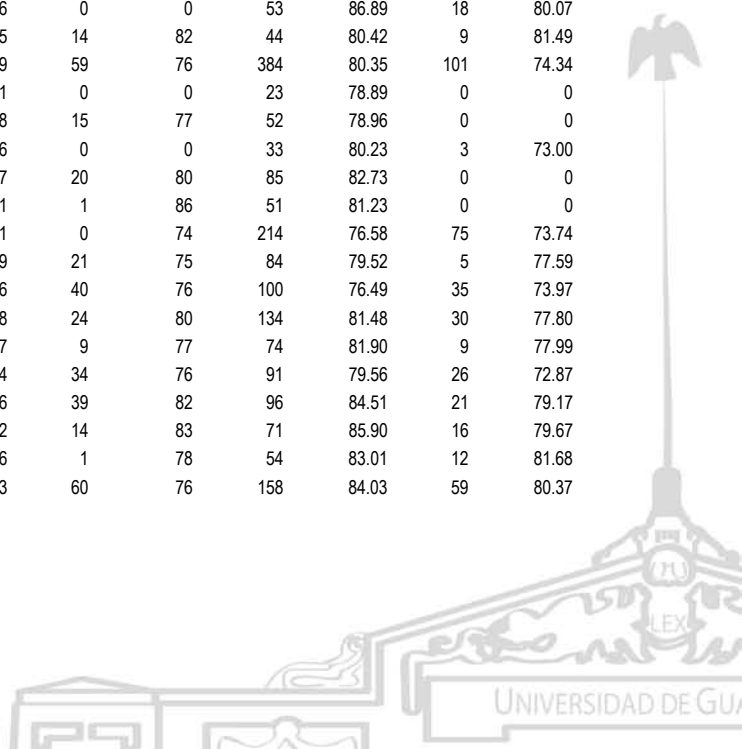 6 0 0 53 86.89 18 80.07
5 14 82 44 80.42 9 81.49
9 59 76 384 80.35 101 74.34
1 0 0 23 78.89 0 0
8 15 77 52 78.96 0 0
6 0 0 33 80.23 3 73.00
7 20 80 85 82.73 0 0
1 1 86 51 81.23 0 0
1 0 74 214 76.58 75 73.74
9 21 75 84 79.52 5 77.59
6 40 76 100 76.49 35 73.97
8 24 80 134 81.48 30 77.80
7 9 77 74 81.90 9 77.99
4 34 76 91 79.56 26 72.87
6 39 82 96 84.51 21 79.17
2 14 83 71 85.90 16 79.67
6 1 78 54 83.01 12 81.68
3 60 76 158 84.03 59 80.37
LEX
UNIVERSIDAD DE GUA